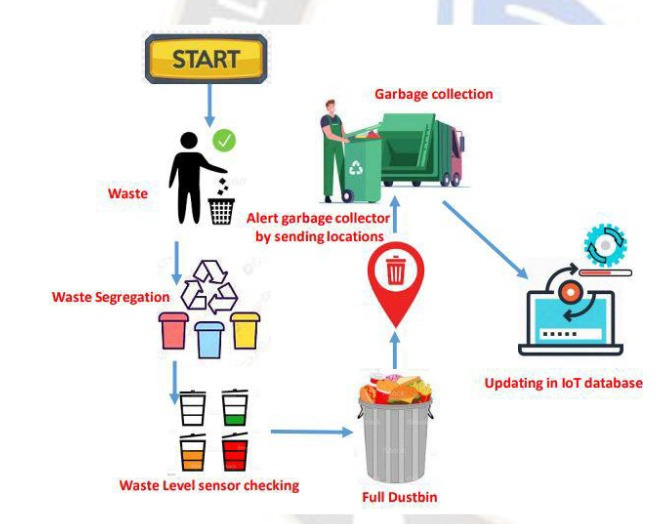 START
Waste
Waste Segregation
Waste Level sensor checking
Full Dustbin
Alert garbage collector
by sending locations
Garbage collection
Updating in IoT database